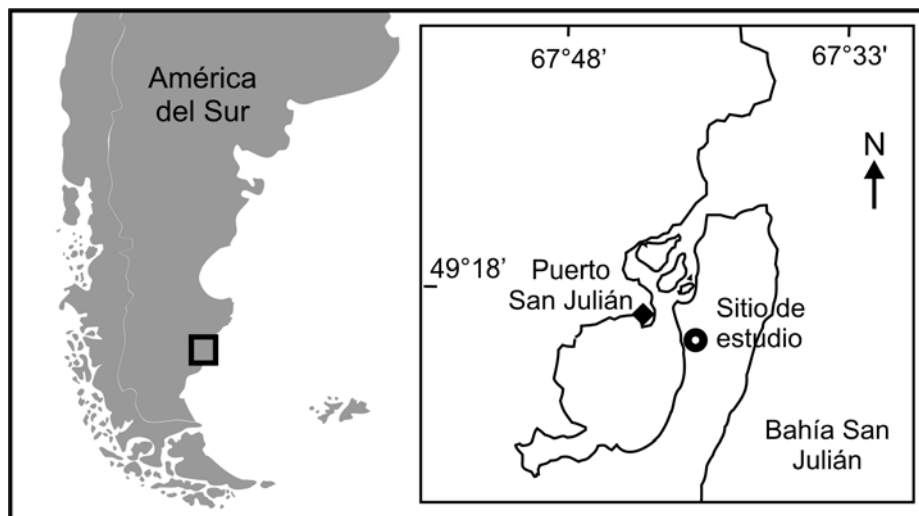 América
del Sur
67°48’
67°33'
N
49°18’
Puerto
San Julián
Sitio de
estudio
Bahía San
Julián